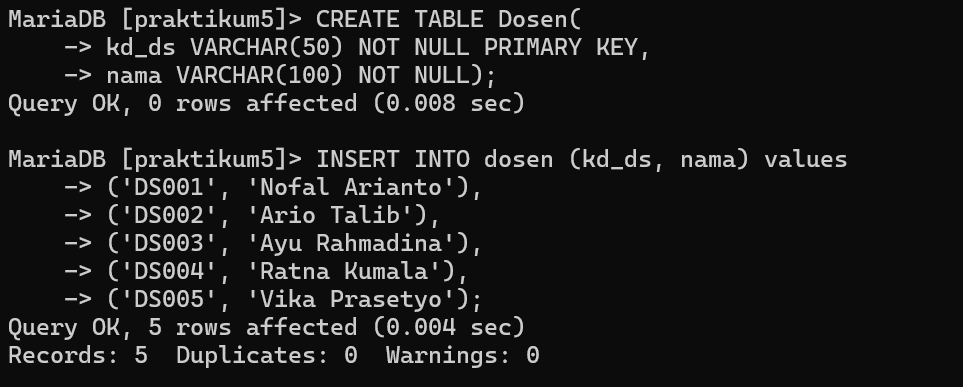 MariaDB [praktikum5]> CREATE TABLE Dosen(
    -> kd_ds VARCHAR(50) NOT NULL PRIMARY KEY,
    -> nama VARCHAR(100) NOT NULL);
Query OK, 0 rows affected (0.008 sec)

MariaDB [praktikum5]> INSERT INTO dosen (kd_ds, nama) values
    -> ('DS001', 'Nofal Arianto'),
    -> ('DS002', 'Ario Talib'),
    -> ('DS003', 'Ayu Rahmadina'),
    -> ('DS004', 'Ratna Kumala'),
    -> ('DS005', 'Vika Prasetyo');
Query OK, 5 rows affected (0.004 sec)
Records: 5  Duplicates: 0  Warnings: 0